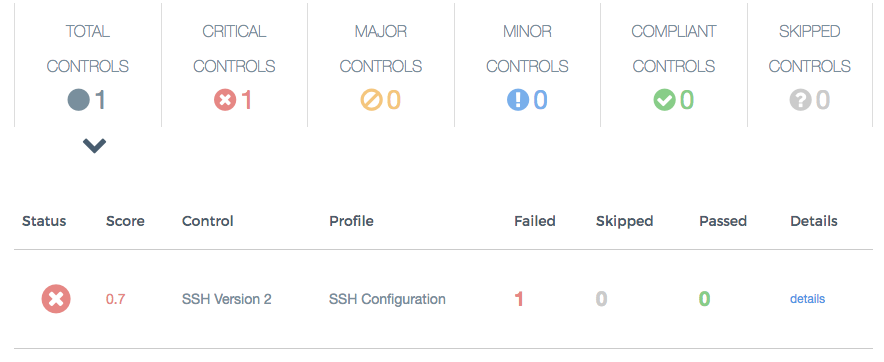 TOTAL CRITICAL MAJOR MINOR COMPLIANT SKIPPED
CONTROLS CONTROLS CONTROLS CONTROLS CONTROLS CONTROLS
1 1 0 0 0 0
Status Score Control Profile Failed Skipped Passed Details
0.7 SSH Version 2 SSH Configuration 1 0 0 details